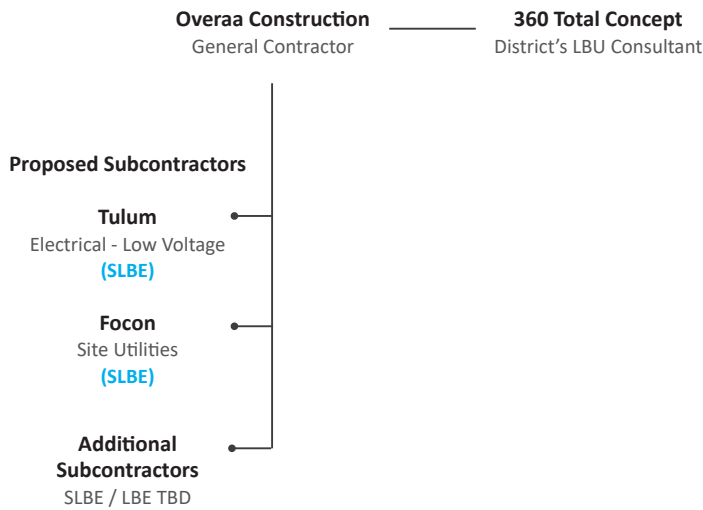 Overaa Construction
General Contractor
360 Total Concept
District's LBU Consultant
Proposed Subcontractors
Tulum
Electrical - Low Voltage
(SLBE)
Focon
Site Utilities
(SLBE)
Additional
Subcontractors
SLBE / LBE TBD